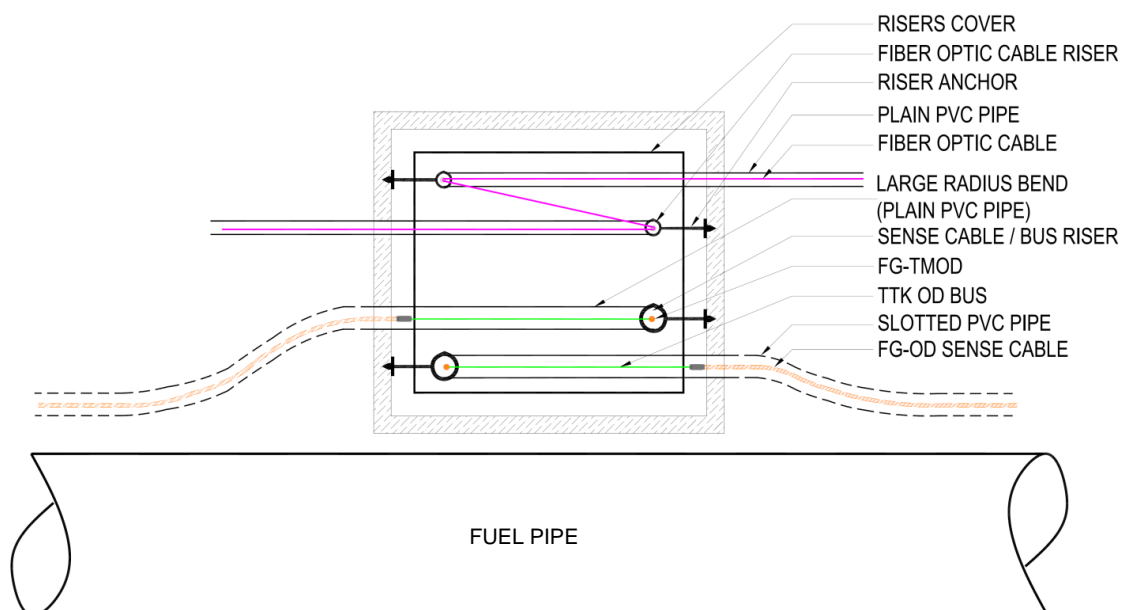 RISERS COVER
FIBER OPTIC CABLE RISER
RISER ANCHOR
PLAIN PVC PIPE
FIBER OPTIC CABLE
LARGE RADIUS BEND
(PLAIN PVC PIPE)
SENSE CABLE / BUS RISER
FG-TMOD
TTK OD BUS
SLOTTED PVC PIPE
FG-OD SENSE CABLE
FUEL PIPE